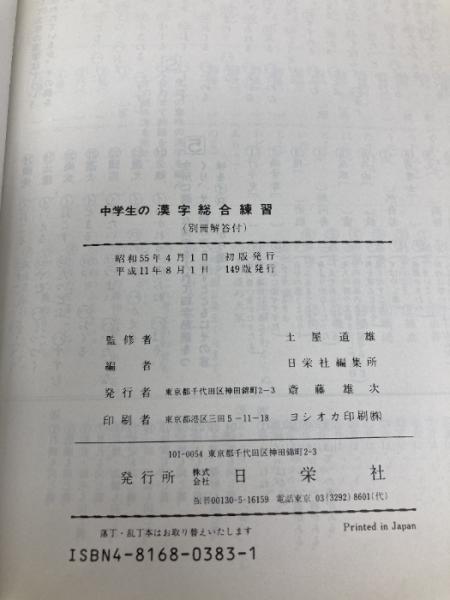 中学生の 漢字総合練習
(別冊解答付)
昭和55年4月1日 初版発行
平成11年8月1日 149版発行
監修者 土屋道雄
編者 日栄社編集所
発行者 東京都千代田区神田錦町2-3 斎藤雄次
印刷者 東京都港区三田5-11-18 ヨシオカ印刷㈱
101-0054 東京都千代田区神田錦町2-3
発行所 株式会社 日栄社
振替00130-5-16159 電話東京 03(3292)8601(代)
落丁・乱丁本はお取り替えいたします Printed in Japan
ISBN4-8168-0383-1